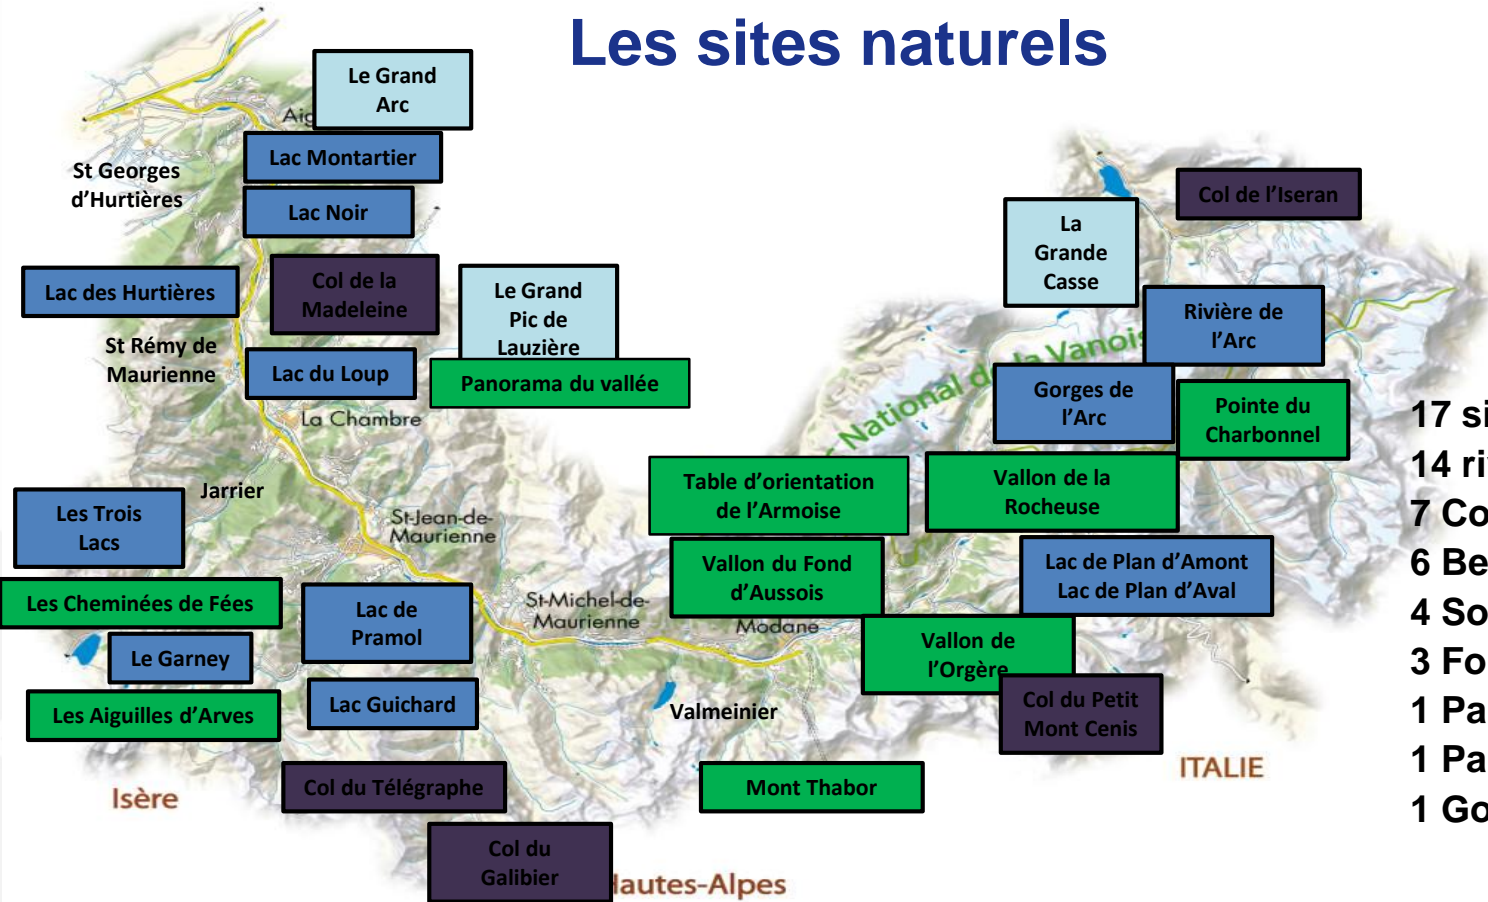 Les sites naturels
Le Grand
Arc
Lac Montartier
St Georges
d’Hurtières
Lac Noir
Col de l’Iseran
La
Grande
Casse
Lac des Hurtières
Col de la
Madeleine
Le Grand
Pic de
Lauzière
Rivière de
l’Arc
St Rémy de
Maurienne
Lac du Loup
Panorama du vallée
National
Gorges de
l’Arc
Pointe du
Charbonnel
La Chambre
17
14
7
6
4
3
1
1
1
Table d’orientation
de l’Armoise
Vallon de la
Rocheuse
Jarrier
Les Trois
Lacs
St-Jean-de-
Maurienne
Vallon du Fond
d’Aussois
Lac de Plan d’Amont
Lac de Plan d’Aval
Les Cheminées de Fées
Lac de
Pramol
St-Michel-de-
Maurienne
Modane
Le Garney
Vallon de
l’Orgère
Les Aiguilles d’Arves
Lac Guichard
Valmeinier
Col du Petit
Mont Cenis
ITALIE
Isère
Col du Télégraphe
Mont Thabor
Col du
Galibier
Hautes-Alpes